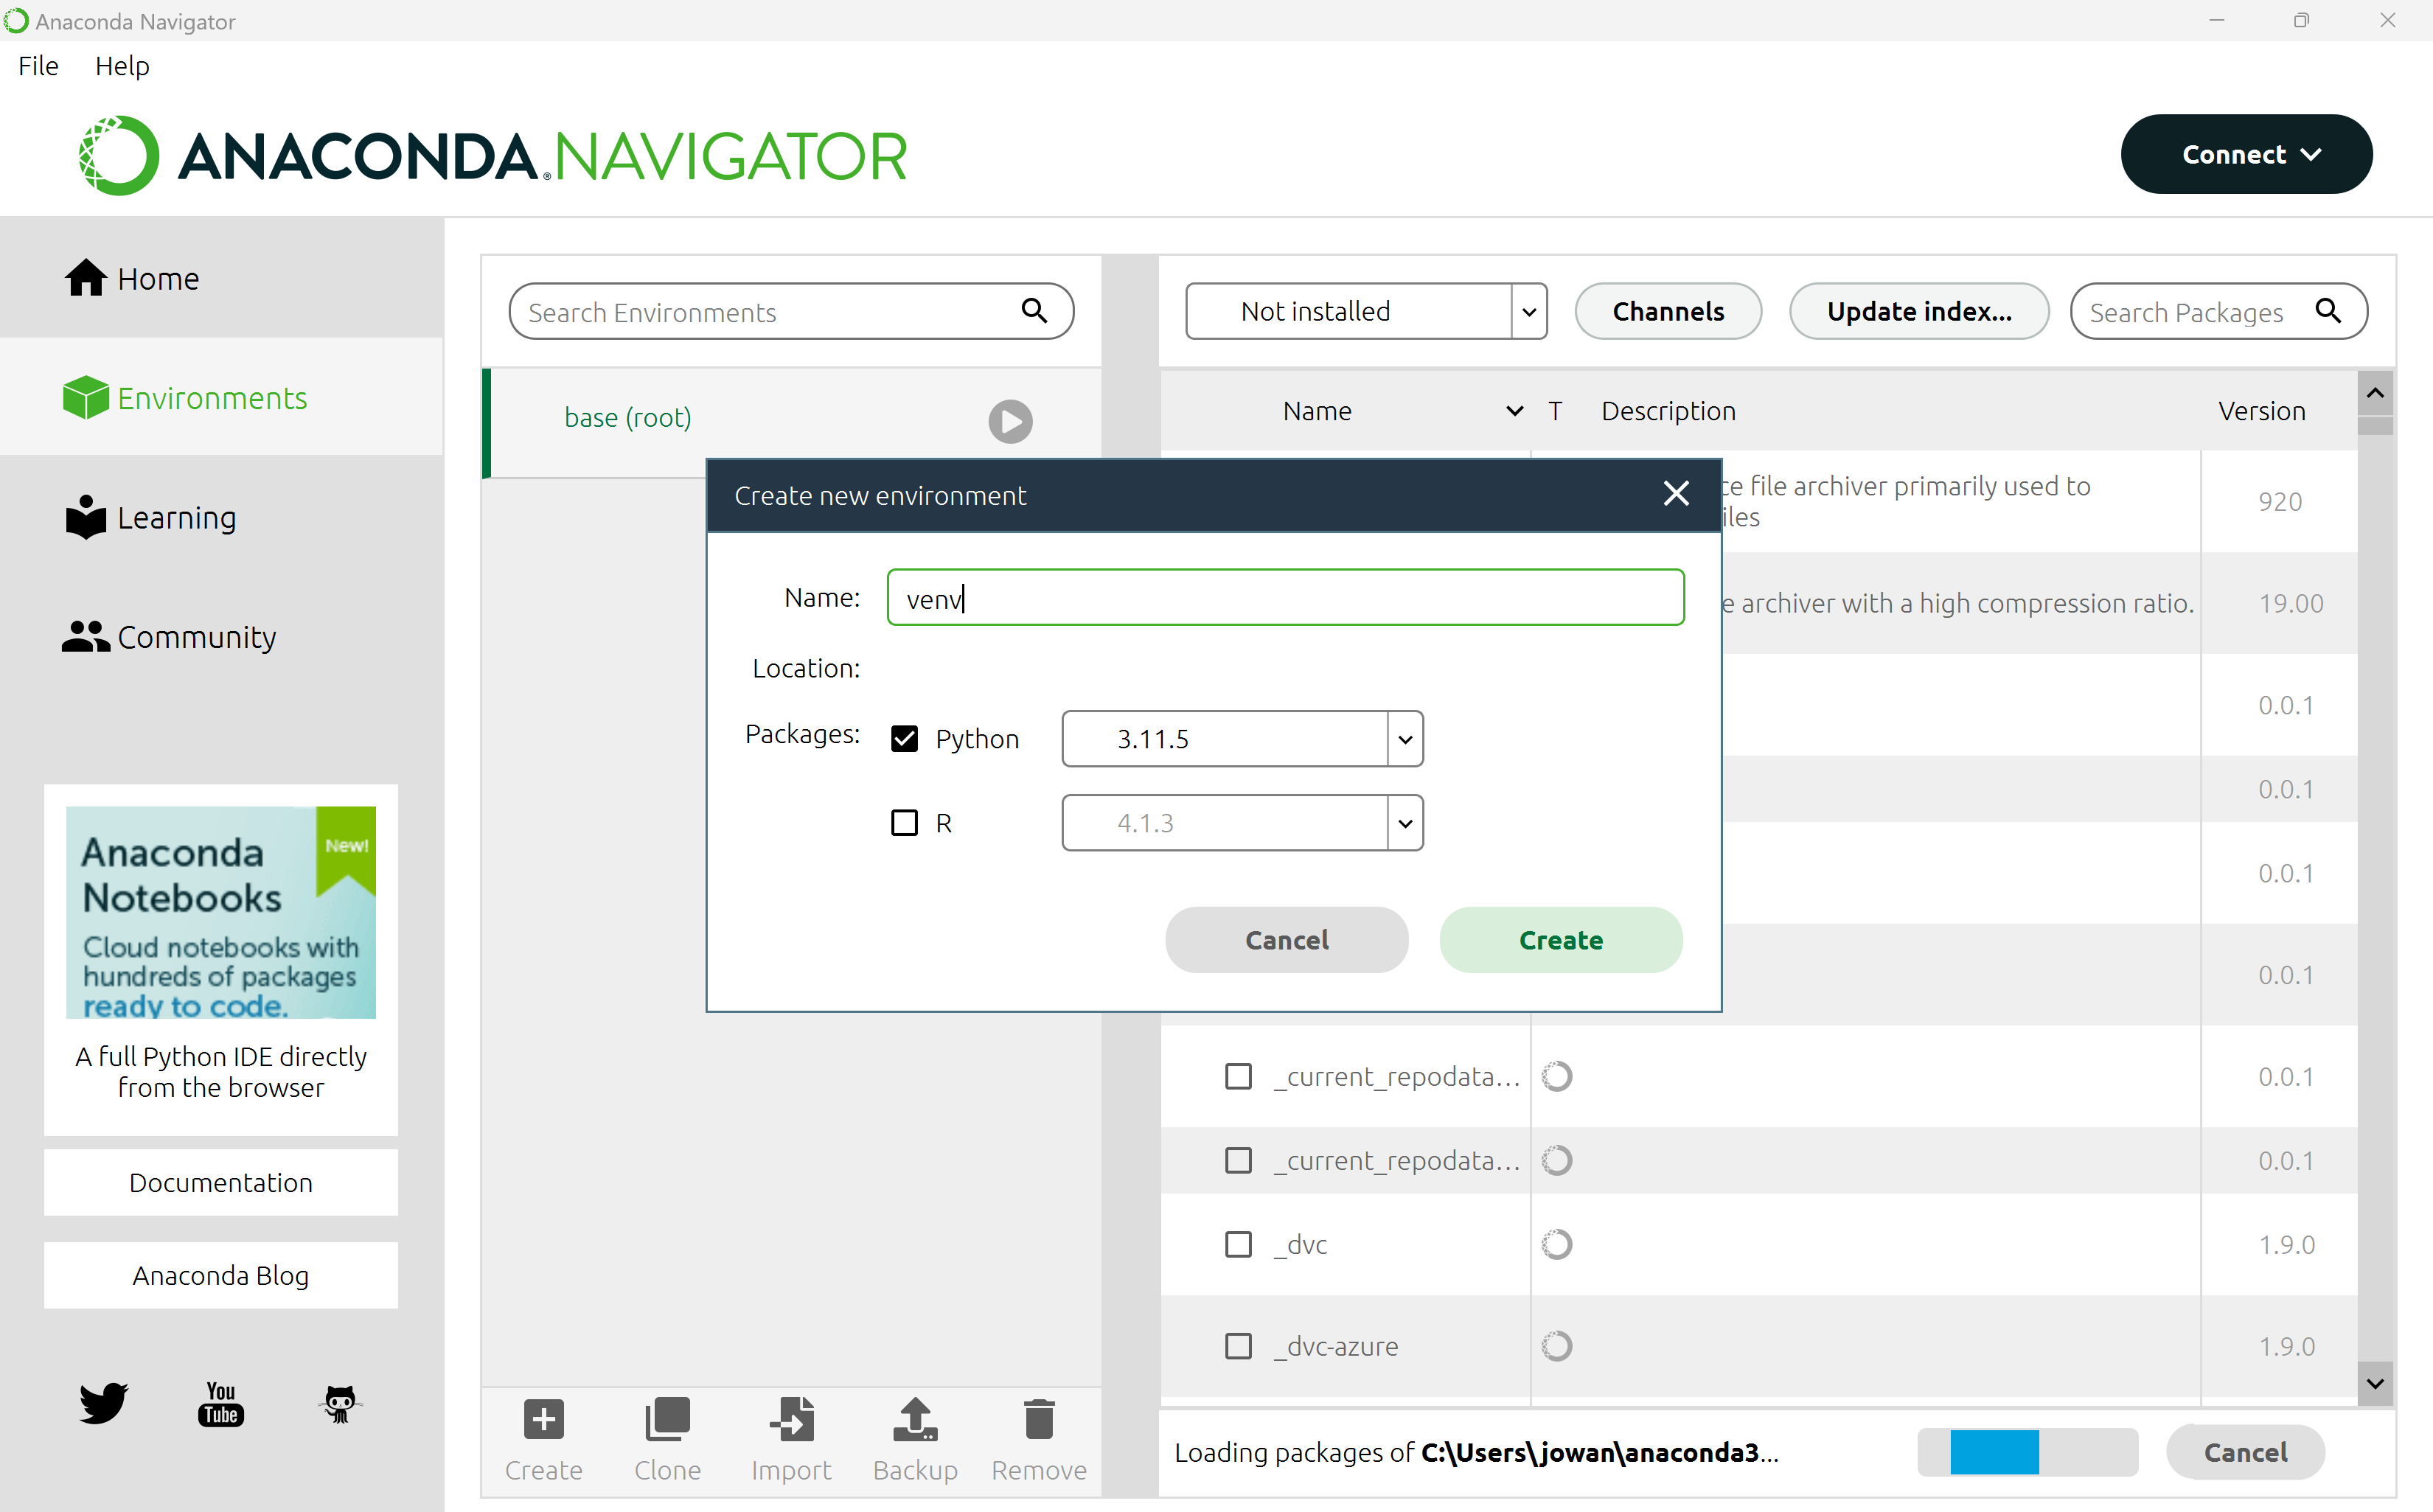 Anaconda Navigator
File Help
ANACONDA.NAVIGATOR
Connect
Home
Environments
Learning
Community
Anaconda
Notebooks
New!
Cloud notebooks with
hundreds of packages
ready to code.
A full Python IDE directly
from the browser
Documentation
Anaconda Blog
You
Tube
Search Environments
base (root)
Create
Clone
Import
Backup
Remove
Not installed
Channels
Update index...
Search Packages
Name T Description Version
ce file archiver primarily used to
iles
920
e archiver with a high compression ratio.
19.00
0.0.1
0.0.1
0.0.1
0.0.1
_current_repodata... 0.0.1
_current_repodata... 0.0.1
_dvc 1.9.0
_dvc-azure 1.9.0
Create new environment
Name: venv
Location:
Packages: Python 3.11.5
R 4.1.3
Cancel Create
Loading packages of C:\Users\jowan\anaconda3...
Cancel